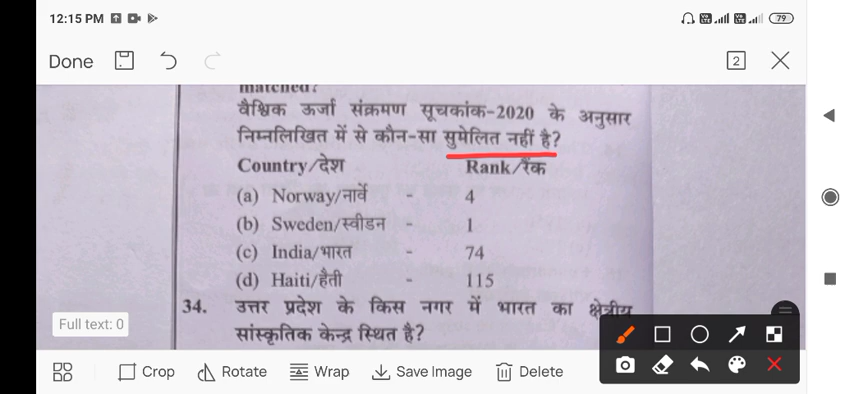 12:15 PM 79
Done 2
matched?
वैश्विक ऊर्जा संक्रमण सूचकांक-2020 के अनुसार
निम्नलिखित में से कौन-सा सुमेलित नहीं है?
Country/देश Rank/रैंक
(a) Norway/नार्वे - 4
(b) Sweden/स्वीडन - 1
(c) India/भारत - 74
(d) Haiti/हैती - 115
34. उत्तर प्रदेश के किस नगर में भारत का क्षेत्रीय
सांस्कृतिक केन्द्र स्थित है?
Full text: 0
Crop Rotate Wrap Save Image Delete